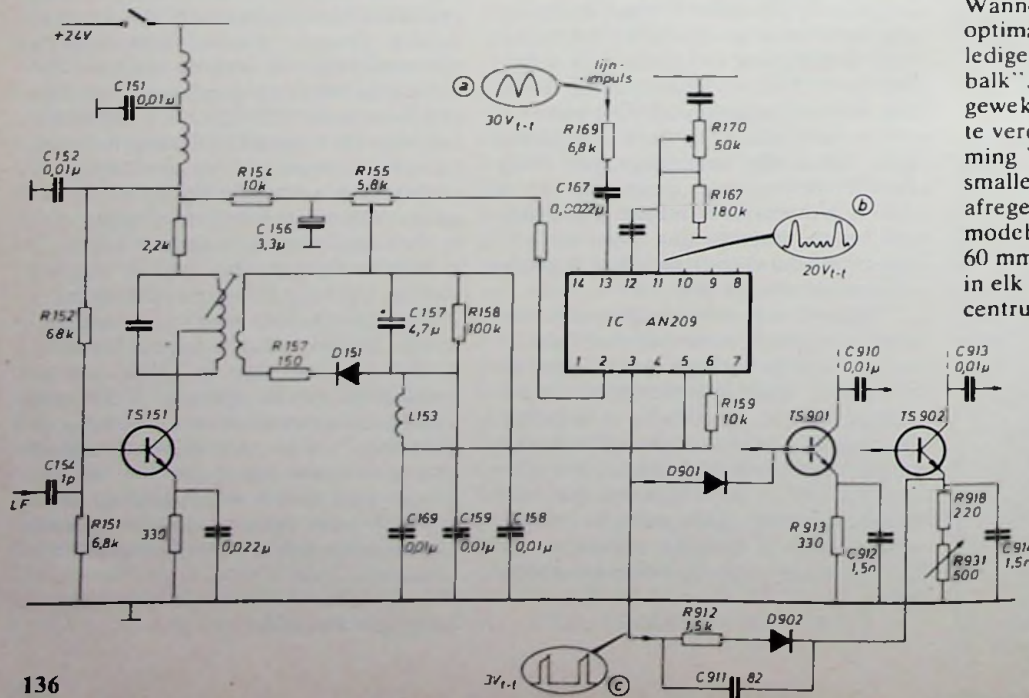 +24V
C151
0,01µ
C152
0,01µ
2,2k
R152
68k
C154
1p
LF
R151
6,8k
TS151
330
0,022µ
R154
10k
R155
5,8k
C156
3,3µ
R157
150
D151
C157
4,7µ
R158
100k
L153
C169
0,01µ
C159
0,01µ
C158
0,01µ
a
30Vt-t
lijn-
impuls
R169
6,8k
C167
0,0022µ
R170
50k
R167
180k
b
20Vt-t
14 13 12 11 10 9 8
IC AN209
1 2 3 4 5 6 7
R159
10k
D901
TS901
C910
0,01µ
R913
330
C912
1,5n
TS902
C913
0,01µ
R918
220
R931
500
C914
1,5n
R912
1,5k
D902
C911 82
3Vt-t
c
optima
ledige
balk”,
gewek
te vere
ming
smalle
afrege
model
60 mm
in elk
centru
136